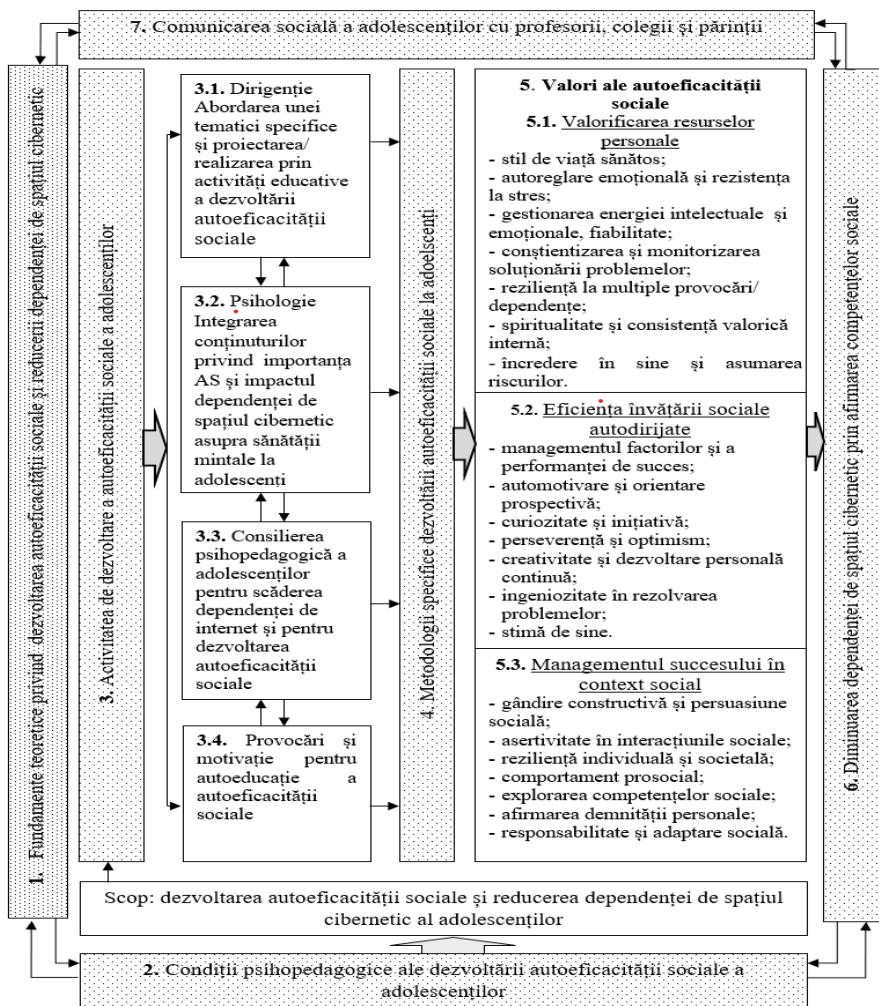 7. Comunicarea socială a adolescenților cu profesorii, colegii și părinții
1. Fundamente teoretice privind dezvoltarea autoeficacității sociale și reducerii dependenței de spațiul cibernetic
3. Activitatea de dezvoltare a autoeficacității sociale a adolescenților
3.1. Dirigenție
Abordarea unei
tematici specifice
și proiectarea/
realizarea prin
activități educative
a dezvoltării
autoeficacității
sociale
3.2. Psihologie
Integrarea
conținuturilor
privind importanța
AS și impactul
dependenței de
spațiul cibernetic
asupra sănătății
mintale la
adolescenți
3.3. Consilierea
psihopedagogică a
adolescenților
pentru scăderea
dependenței de
internet și pentru
dezvoltarea
autoeficacității
sociale
3.4. Provocări și
motivație pentru
autoeducație a
autoeficacității
sociale
4. Metodologii specifice dezvoltării autoeficacității sociale la adoelscenți
5. Valori ale autoeficacității
sociale
5.1. Valorificarea resurselor
personale
- stil de viață sănătos;
- autoreglare emoțională și rezistența
la stres;
- gestionarea energiei intelectuale și
emoționale, fiabilitate;
- conștientizarea și monitorizarea
soluționării problemelor;
- reziliență la multiple provocări/
dependențe;
- spiritualitate și consistență valorică
internă;
- încredere în sine și asumarea
riscurilor.
5.2. Eficiența învățării sociale
autodirijate
- managementul factorilor și a
performanței de succes;
- automotivare și orientare
prospectivă;
- curiozitate și inițiativă;
- perseverență și optimism;
- creativitate și dezvoltare personală
continuă;
- ingeniozitate în rezolvarea
problemelor;
- stimă de sine.
5.3. Managementul succesului în
context social
- gândire constructivă și persuasiune
socială;
- asertivitate în interacțiunile sociale;
- reziliență individuală și societală;
- comportament prosocial;
- explorarea competențelor sociale;
- afirmarea demnității personale;
- responsabilitate și adaptare socială.
6. Diminuarea dependenței de spațiul cibernetic prin afirmarea competențelor sociale
Scop: dezvoltarea autoeficacității sociale și reducerea dependenței de spațiul
cibernetic al adolescenților
2. Condiții psihopedagogice ale dezvoltării autoeficacității sociale a
adolescenților